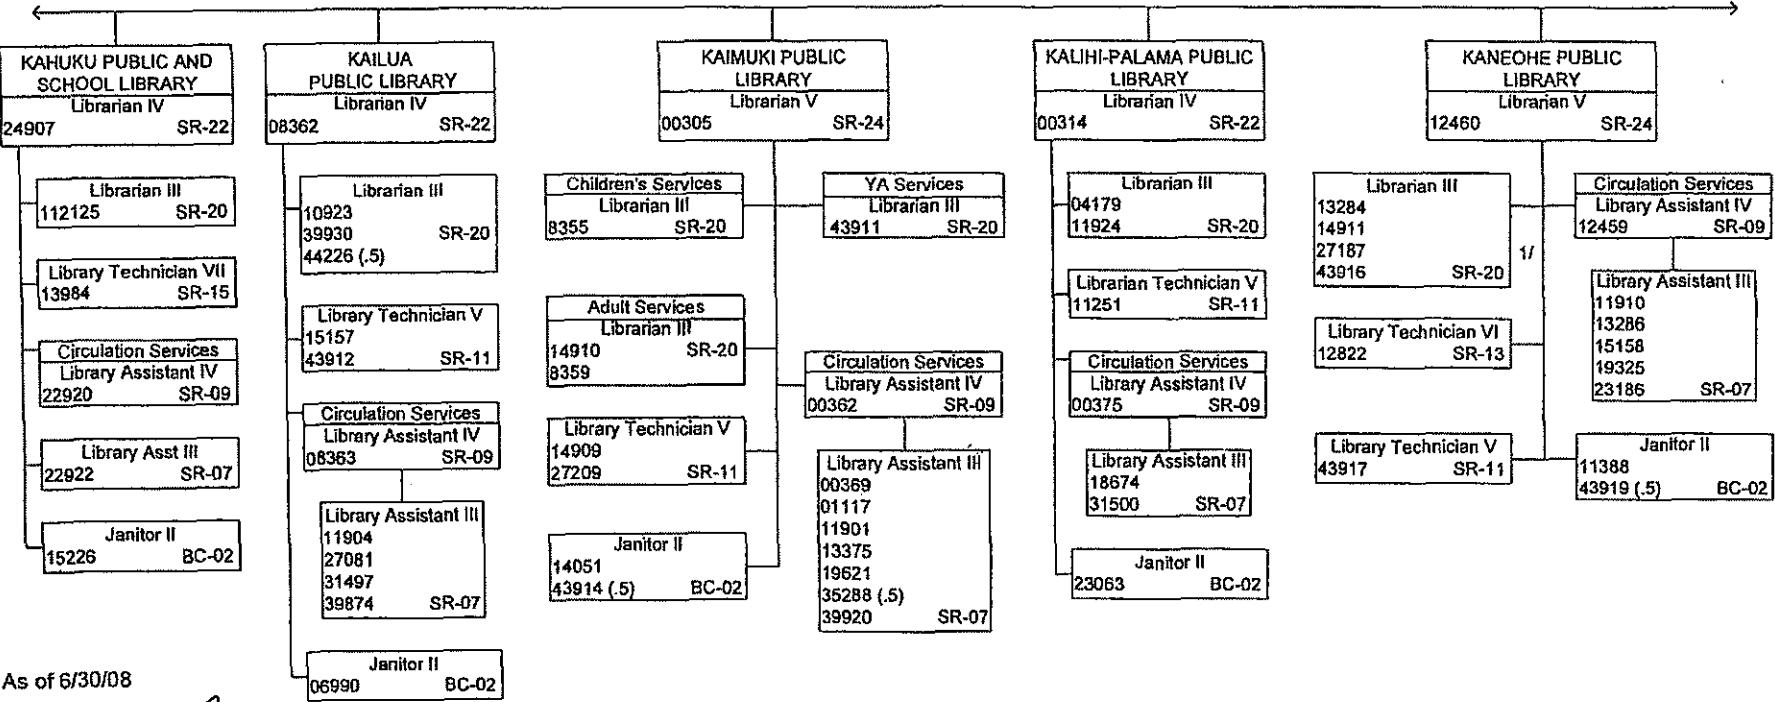 KAHUKU PUBLIC AND
SCHOOL LIBRARY
Librarian IV
24907 SR-22
Librarian III
112125 SR-20
Library Technician VII
13984 SR-15
Circulation Services
Library Assistant IV
22920 SR-09
Library Asst III
22922 SR-07
Janitor II
15226 BC-02
KAILUA
PUBLIC LIBRARY
Librarian IV
08362 SR-22
Librarian III
10923
39930 SR-20
44226 (.5)
Library Technician V
15157
43912 SR-11
Circulation Services
Library Assistant IV
08363 SR-09
Library Assistant III
11904
27081
31497
39874 SR-07
Janitor II
06990 BC-02
KAIMUKI PUBLIC
LIBRARY
Librarian V
00305 SR-24
Children's Services
Librarian III
8355 SR-20
YA Services
Librarian III
43911 SR-20
Adult Services
Librarian III
14910 SR-20
8359
Circulation Services
Library Assistant IV
00362 SR-09
Library Technician V
14909
27209 SR-11
Library Assistant III
00369
01117
11901
13375
19621
35288 (.5)
39920 SR-07
Janitor II
14051
43914 (.5) BC-02
KALIHI-PALAMA PUBLIC
LIBRARY
Librarian IV
00314 SR-22
Librarian III
04179
11924 SR-20
Librarian Technician V
11251 SR-11
Circulation Services
Library Assistant IV
00375 SR-09
Library Assistant III
18674
31500 SR-07
Janitor II
23063 BC-02
KANEOHE PUBLIC
LIBRARY
Librarian V
12460 SR-24
Librarian III
13284
14911
27187
43916 SR-20
1/
Circulation Services
Library Assistant IV
12459 SR-09
Library Assistant III
11910
13286
15158
19325
23186 SR-07
Library Technician VI
12822 SR-13
Library Technician V
43917 SR-11
Janitor II
11388
43919 (.5) BC-02
As of 6/30/08